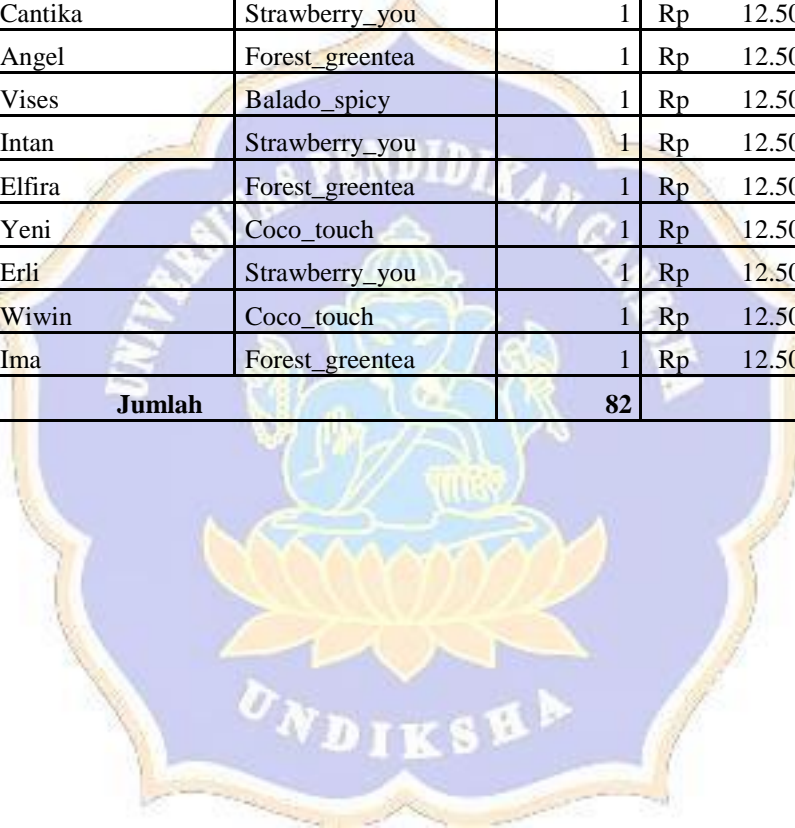 Cantika Strawberry_you 1 Rp 12.50
Angel Forest_greentea 1 Rp 12.50
Vises Balado_spicy 1 Rp 12.50
Intan Strawberry_you 1 Rp 12.50
Elfira Forest_greentea 1 Rp 12.50
Yeni Coco_touch 1 Rp 12.50
Erli Strawberry_you 1 Rp 12.50
Wiwin Coco_touch 1 Rp 12.50
Ima Forest_greentea 1 Rp 12.50
Jumlah 82
UNIVERSITAS PENDIDIKAN GANESHA
UNDIKSHA